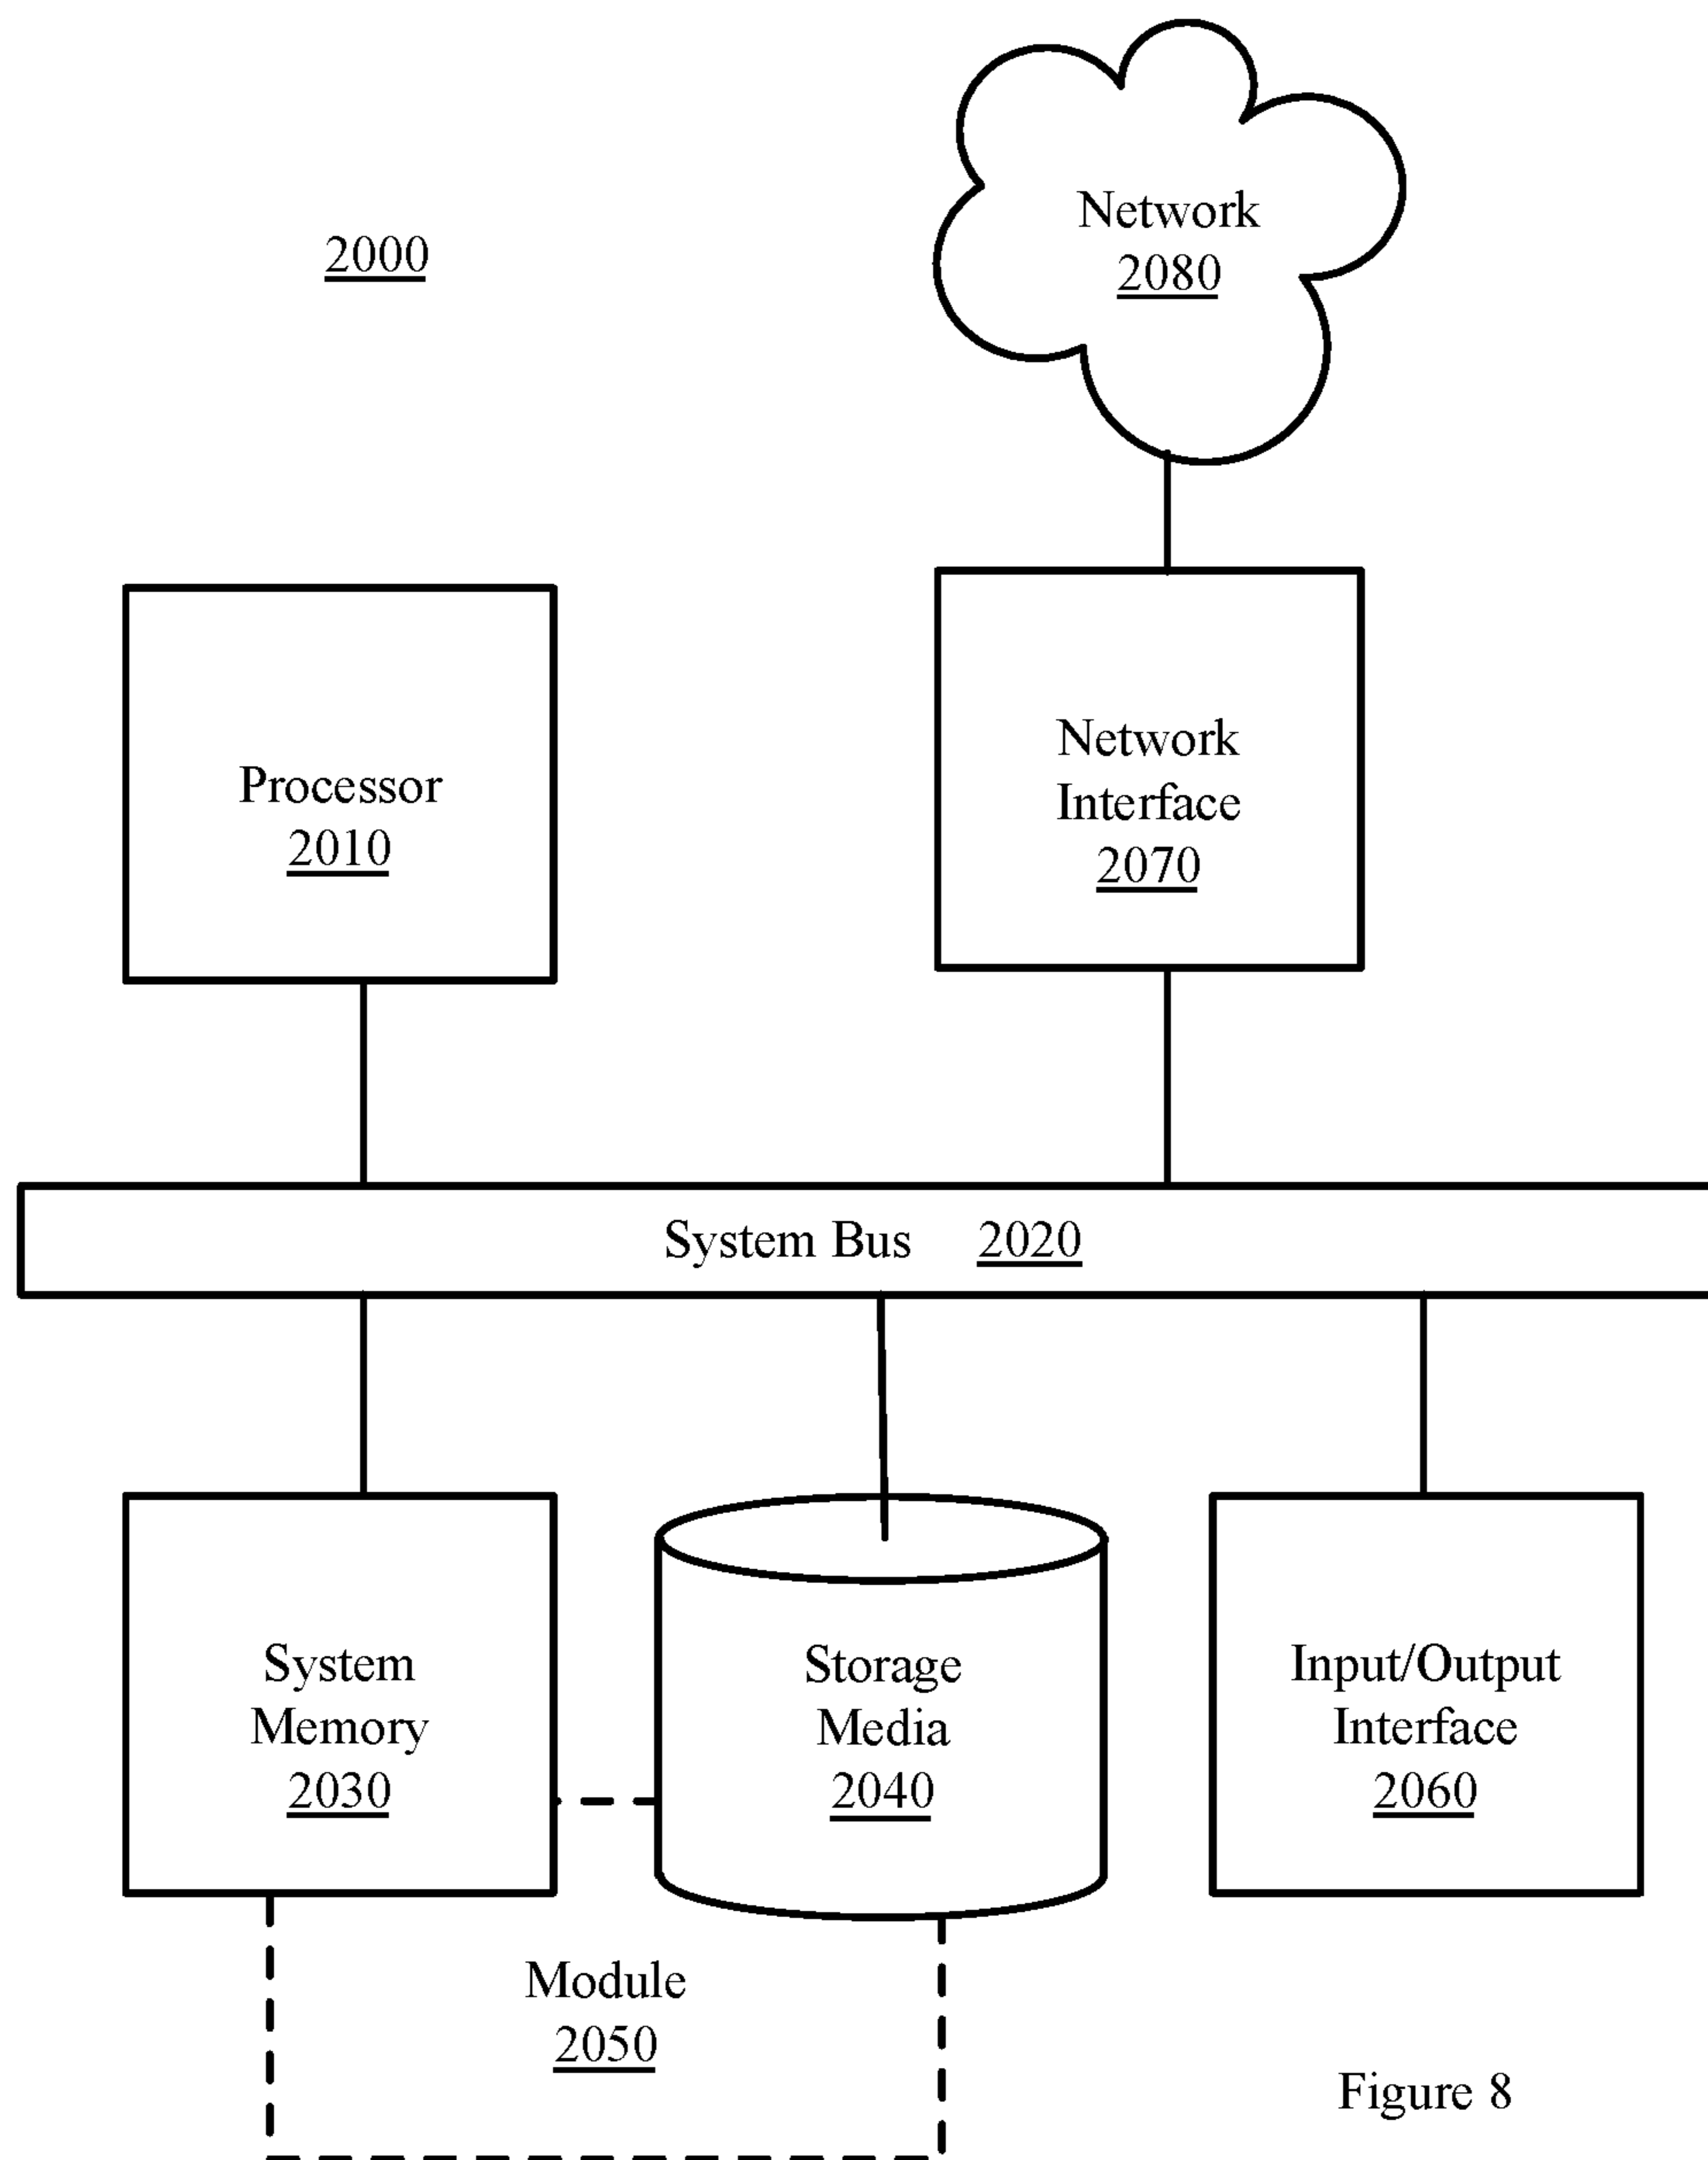 Network
2080
2000
Network
Interface
2070
Processor
2010
System Bus 2020
System
Memory
2030
Storage
Media
2040
Input/Output
Interface
2060
Module
2050
Figure 8